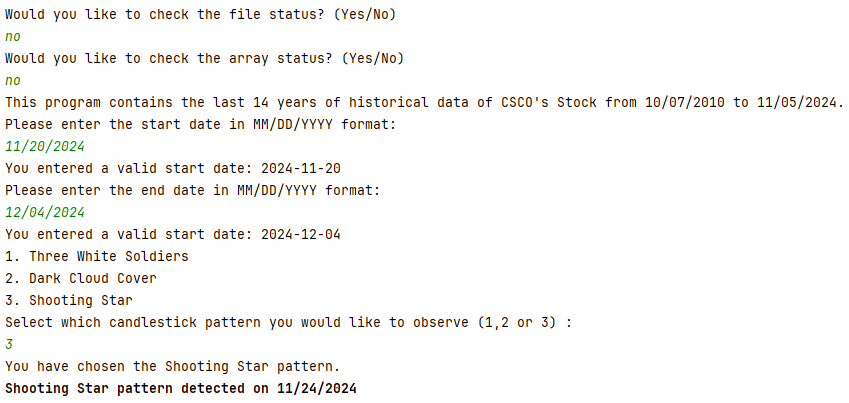 Would you like to check the file status? (Yes/No)
no
Would you like to check the array status? (Yes/No)
no
This program contains the last 14 years of historical data of CSCO's Stock from 10/07/2010 to 11/05/2024.
Please enter the start date in MM/DD/YYYY format:
11/20/2024
You entered a valid start date: 2024-11-20
Please enter the end date in MM/DD/YYYY format:
12/04/2024
You entered a valid start date: 2024-12-04
1. Three White Soldiers
2. Dark Cloud Cover
3. Shooting Star
Select which candlestick pattern you would like to observe (1,2 or 3) :
3
You have chosen the Shooting Star pattern.
Shooting Star pattern detected on 11/24/2024